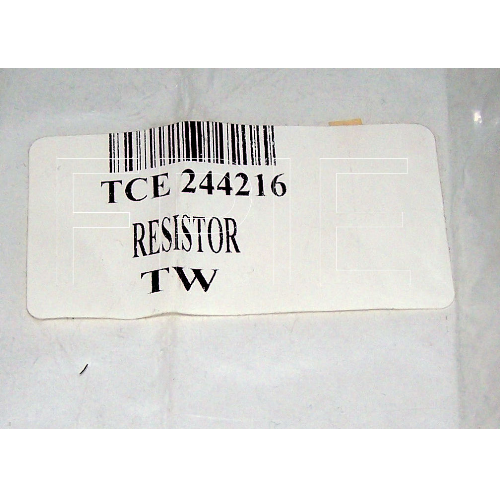 TCE 244216
RESISTOR
TW